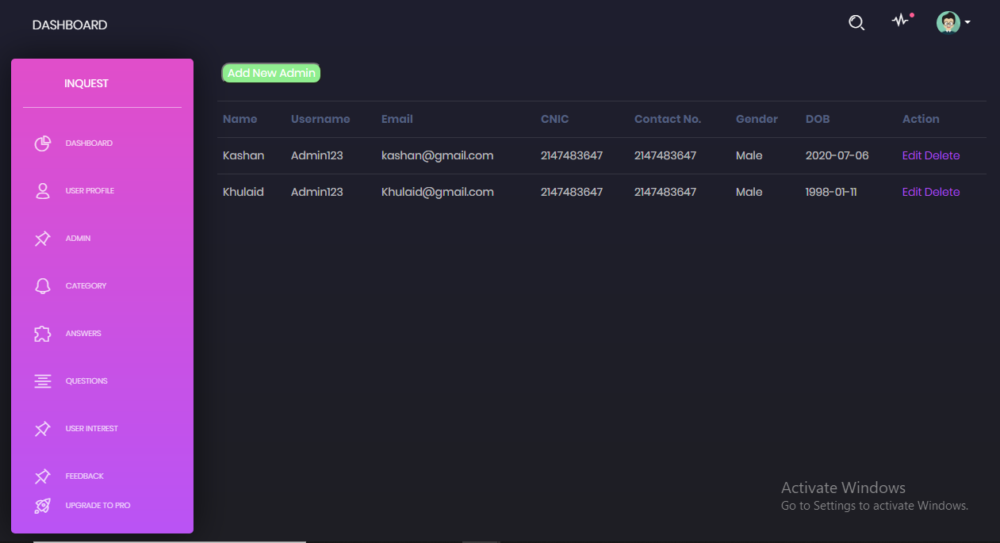 DASHBOARD
INQUEST
DASHBOARD
USER PROFILE
ADMIN
CATEGORY
ANSWERS
QUESTIONS
USER INTEREST
FEEDBACK
UPGRADE TO PRO
Add New Admin
Name Username Email CNIC Contact No. Gender DOB Action
Kashan Admin123 kashan@gmail.com 2147483647 2147483647 Male 2020-07-06 Edit Delete
Khulaid Admin123 Khulaid@gmail.com 2147483647 2147483647 Male 1998-01-11 Edit Delete
Activate Windows
Go to Settings to activate Windows.